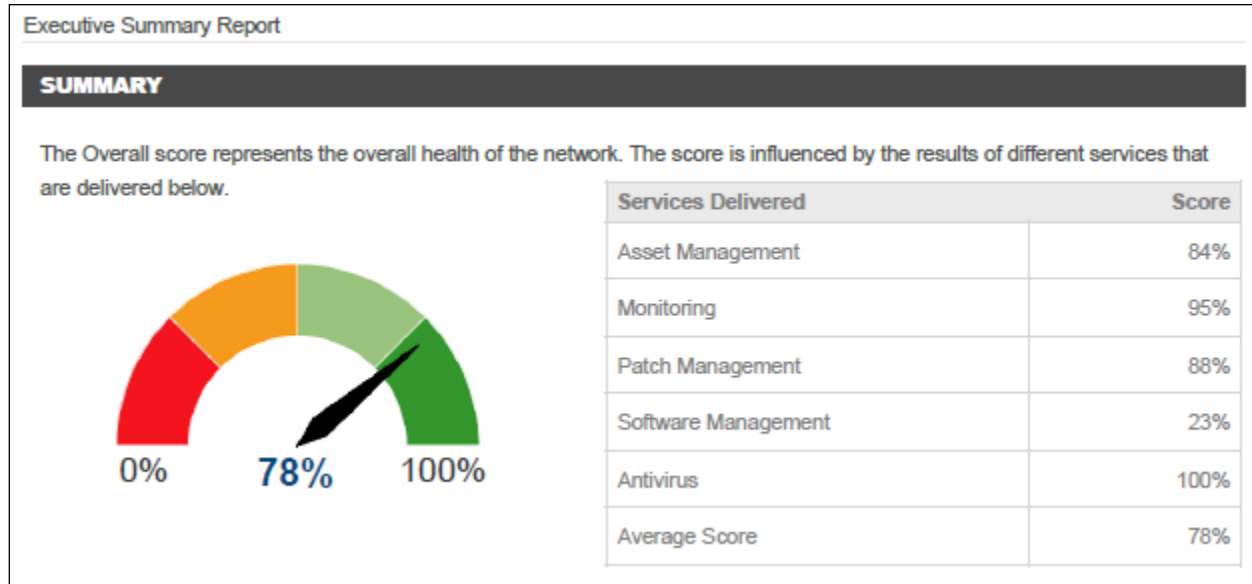 Executive Summary Report
SUMMARY
The Overall score represents the overall health of the network. The score is influenced by the results of different services that
are delivered below.
Services Delivered Score
Asset Management 84%
Monitoring 95%
Patch Management 88%
Software Management 23%
Antivirus 100%
Average Score 78%
0% 78% 100%